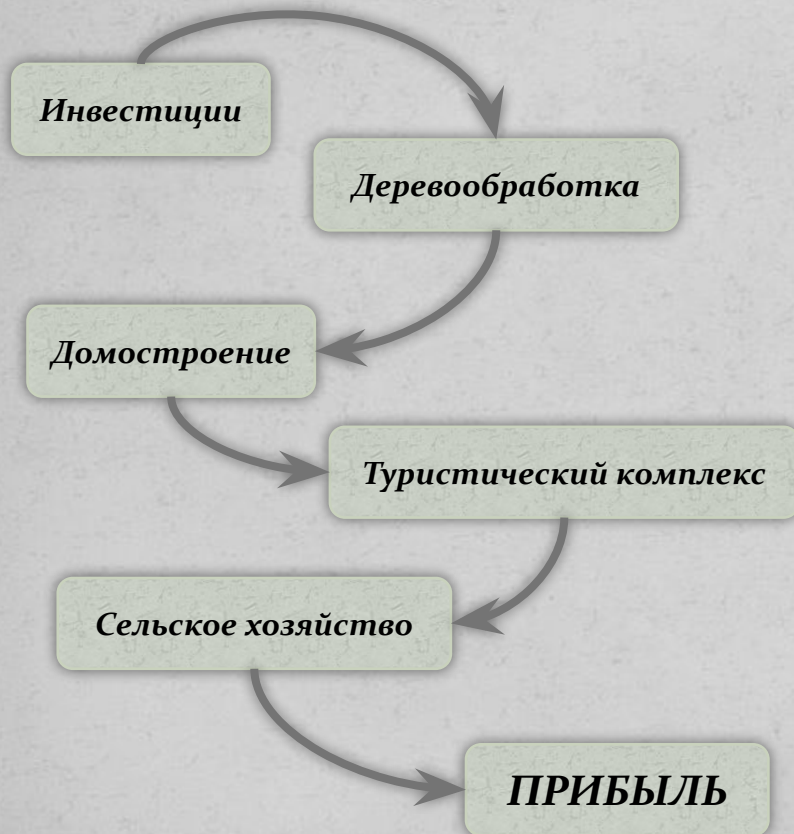 Инвестиции
Деревообработка
Домостроение
Туристический комплекс
Сельское хозяйство
ПРИБЫЛЬ